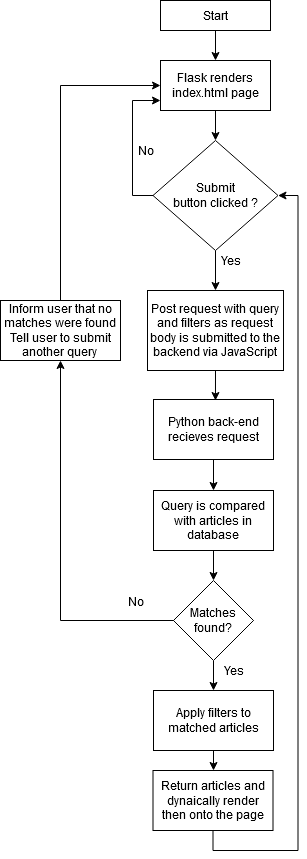 Start
Flask renders
index.html page
No
Submit
button clicked ?
Yes
Inform user that no
matches were found
Tell user to submit
another query
Post request with query
and filters as request
body is submitted to the
backend via JavaScript
Python back-end
recieves request
Query is compared
with articles in
database
No
Matches
found?
Yes
Apply filters to
matched articles
Return articles and
dynaically render
then onto the page